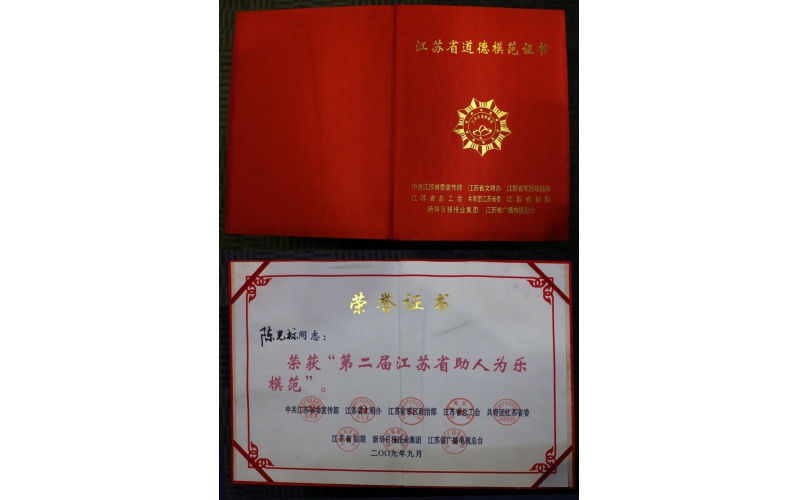 江苏省道德模范证书
中共江苏省委宣传部 江苏省文明办 江苏省军区政治部
江苏省总工会 共青团江苏省委 江苏省妇联
新华日报报业集团 江苏省广播电视总台
荣誉证书
陈光标同志：
荣获“第二届江苏省助人为乐
模范”。
中共江苏省委宣传部 江苏省文明办 江苏省军区政治部 江苏省总工会 共青团江苏省委
江苏省妇联 新华日报报业集团 江苏省广播电视总台
二〇〇九年九月